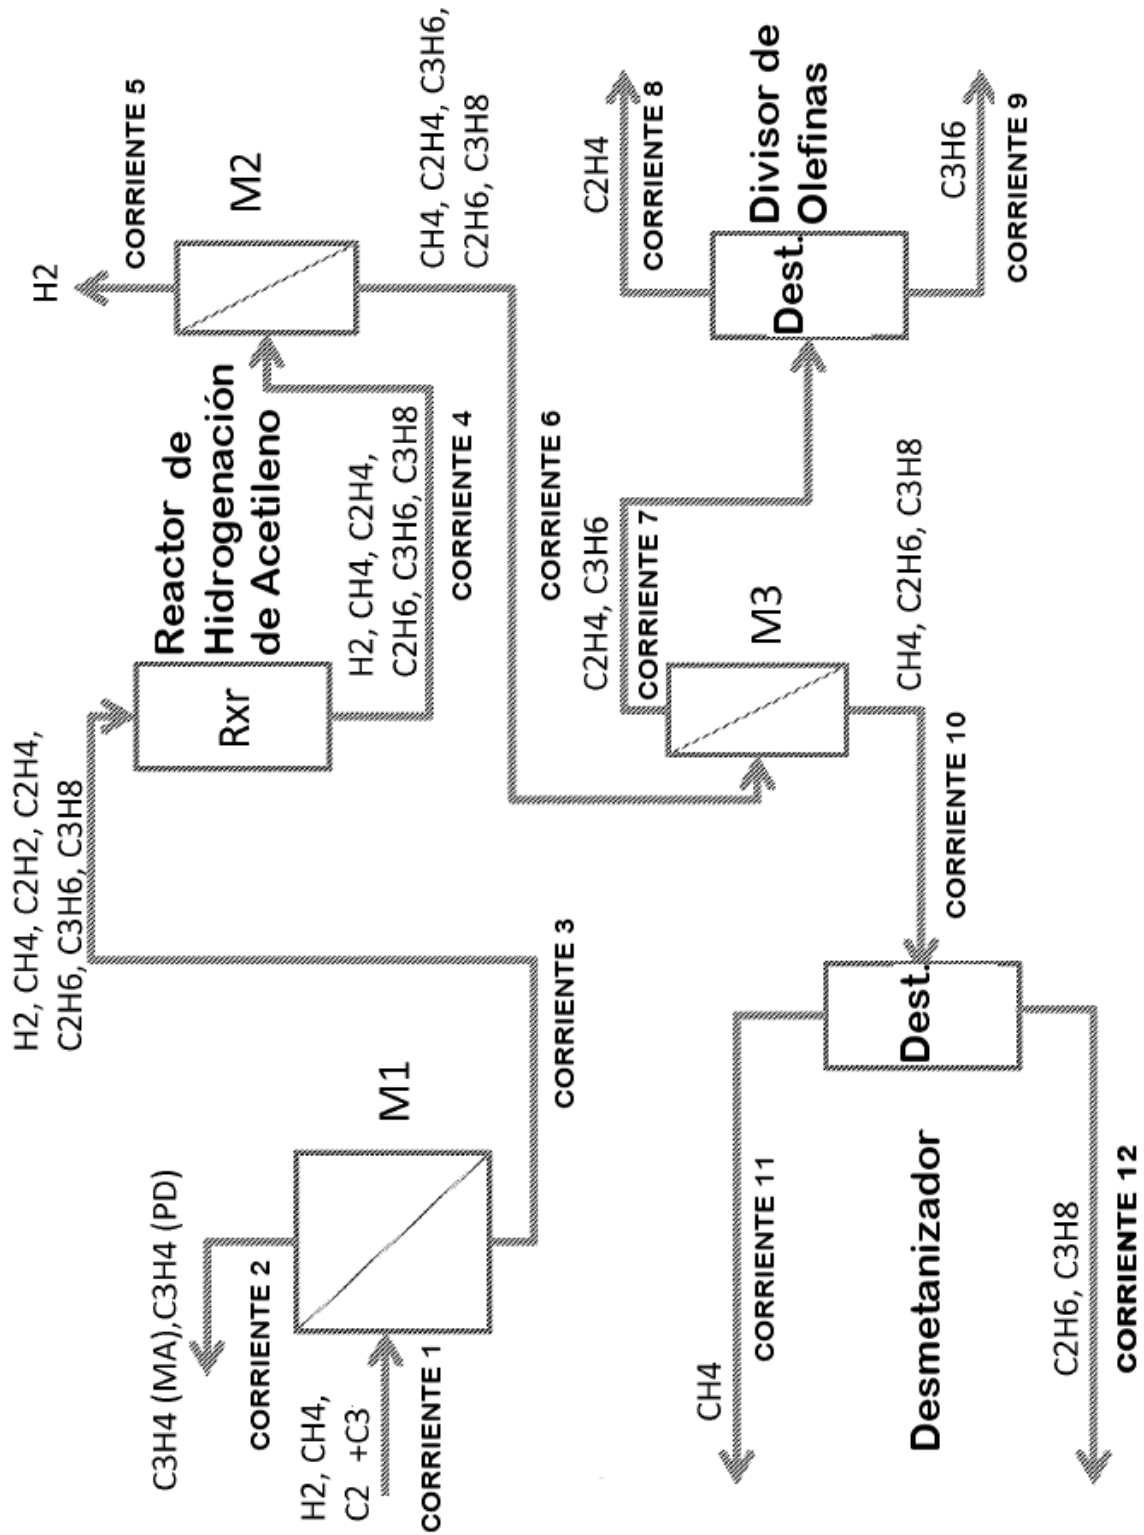 H2, CH4,
C2 +C3
CORRIENTE 1
C3H4 (MA),C3H4 (PD)
CORRIENTE 2
M1
CORRIENTE 3
H2, CH4, C2H2, C2H4,
C2H6, C3H6, C3H8
Rxr
Reactor de
Hidrogenación
de Acetileno
H2, CH4, C2H4,
C2H6, C3H6, C3H8
CORRIENTE 4
H2
CORRIENTE 5
M2
CH4, C2H4, C3H6,
C2H6, C3H8
CORRIENTE 6
C2H4, C3H6
CORRIENTE 7
M3
CH4, C2H6, C3H8
CORRIENTE 10
C2H4
CORRIENTE 8
Dest.
Divisor de
Olefinas
C3H6
CORRIENTE 9
CH4
CORRIENTE 11
Dest.
Desmetanizador
C2H6, C3H8
CORRIENTE 12